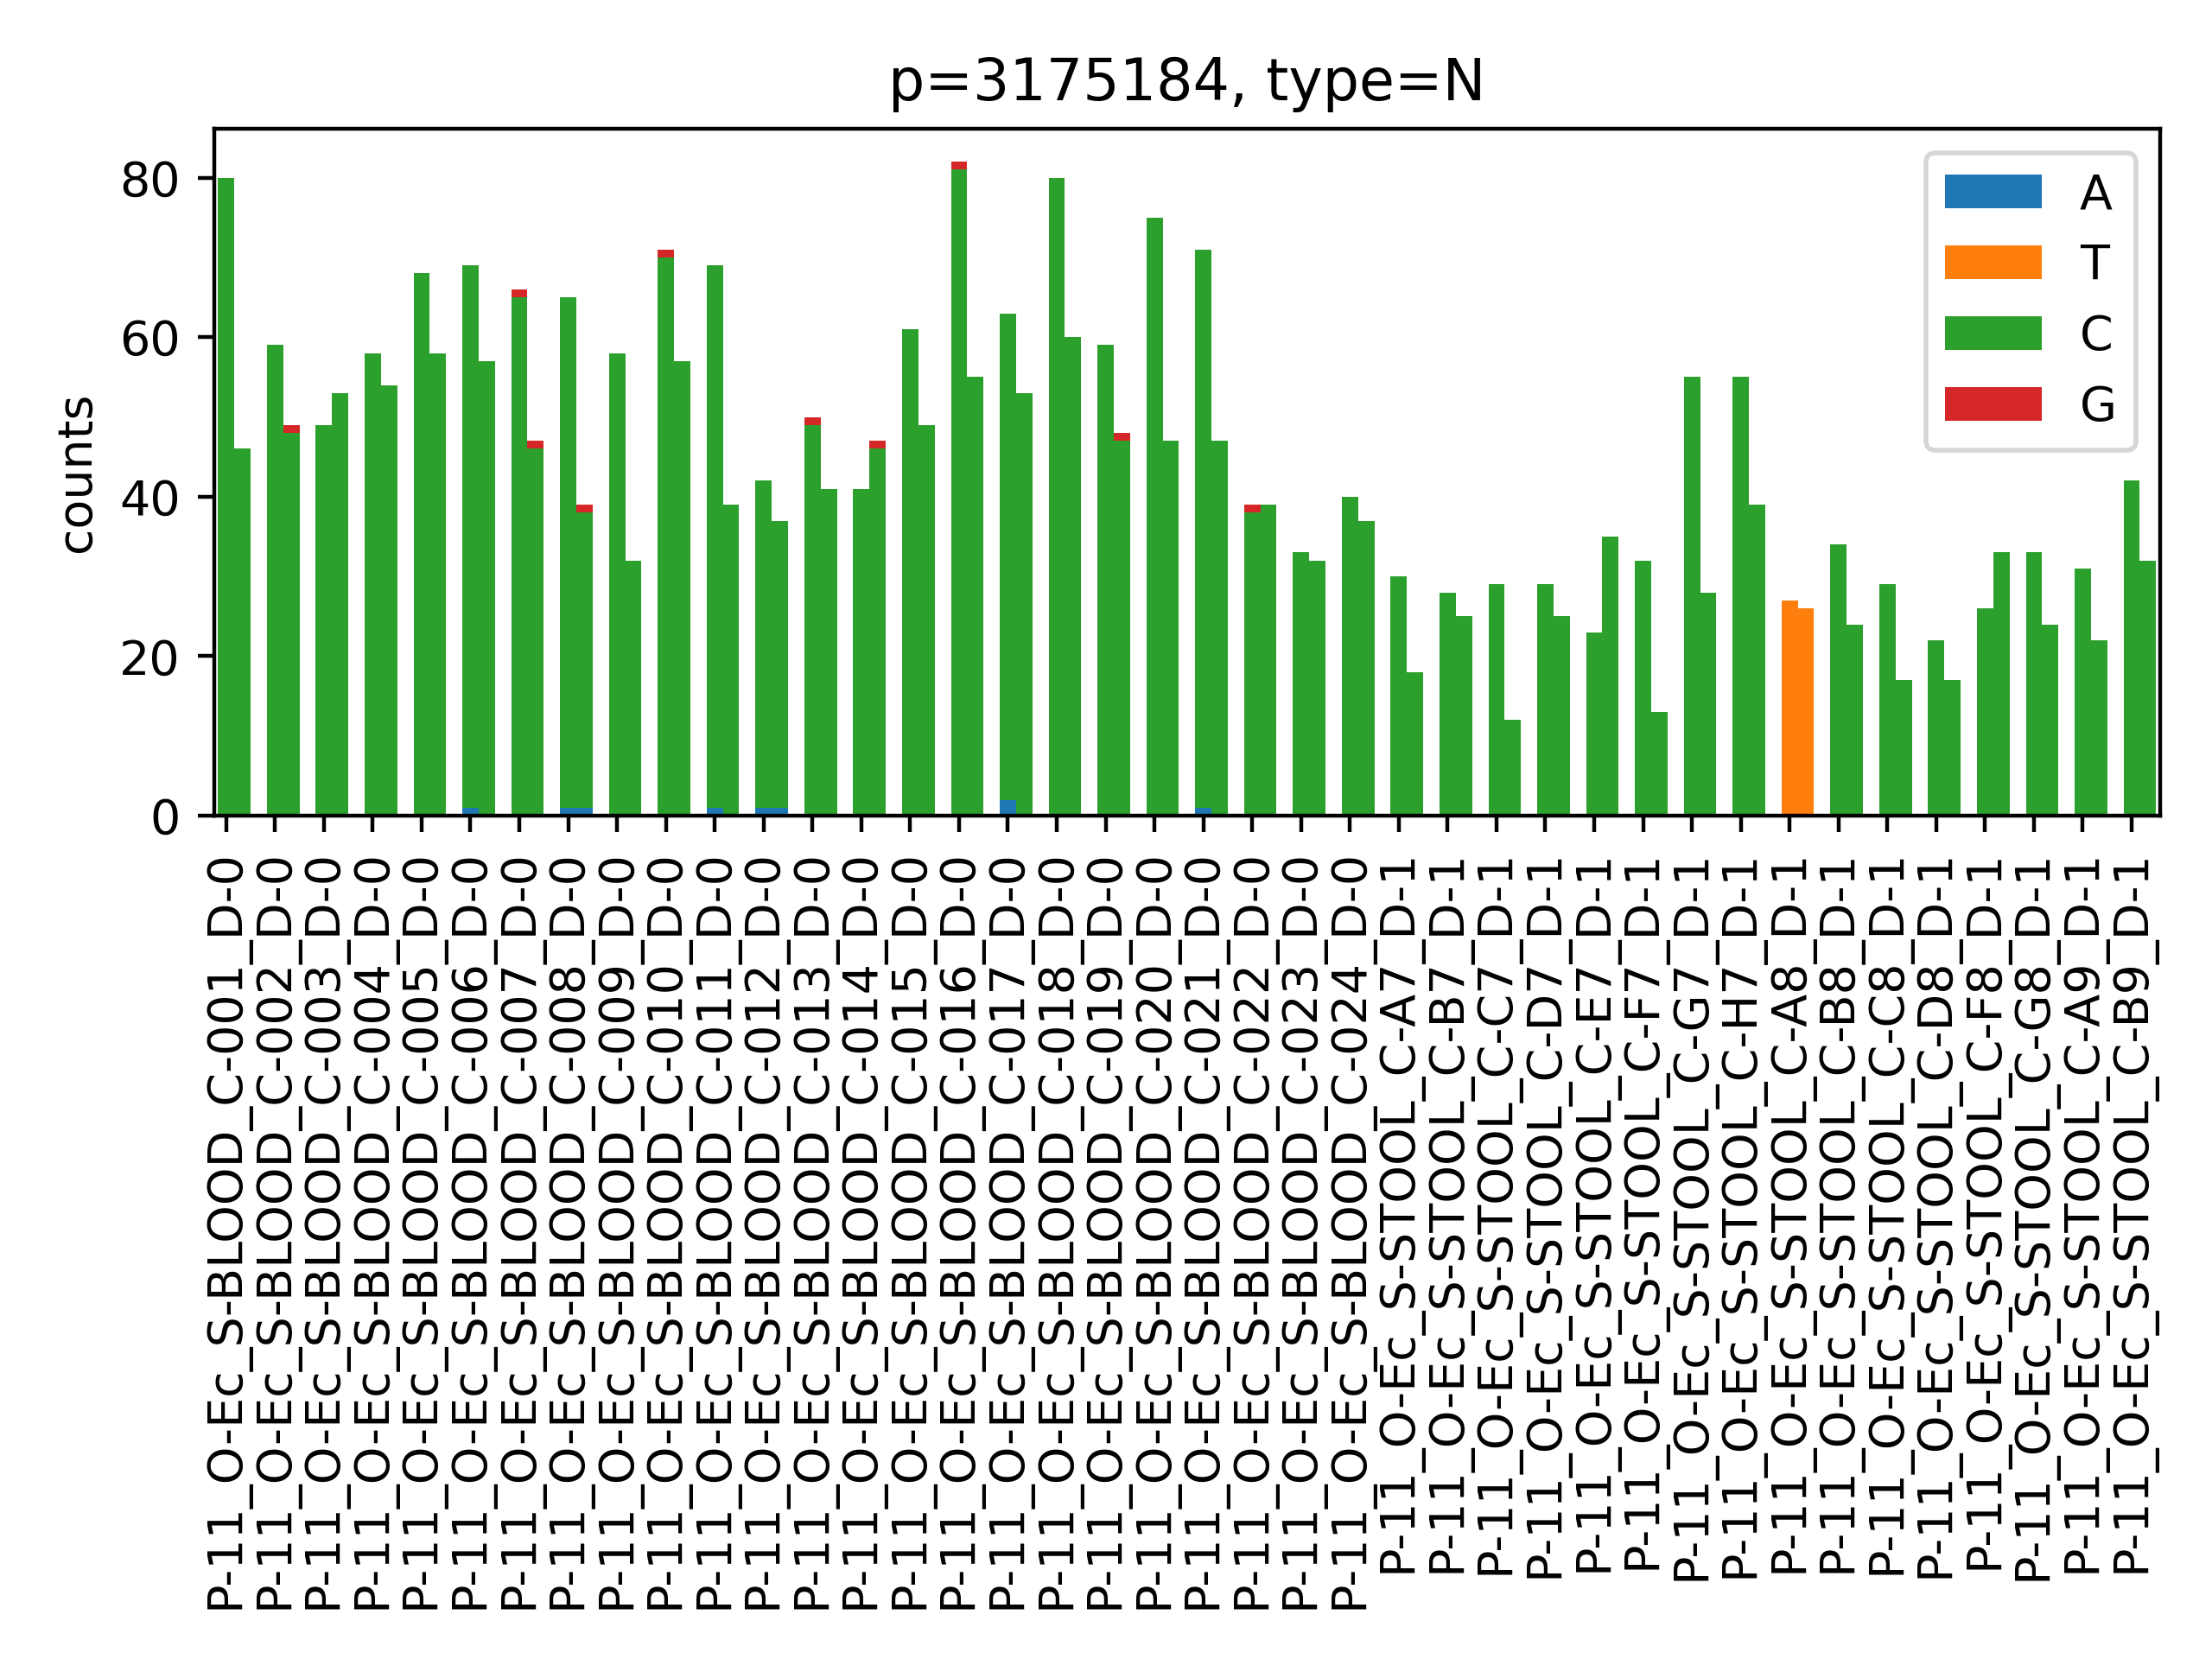 p=3175184, type=N
counts
80
60
40
20
0
A
T
C
G
P-11_O-Ec_S-BLOOD_C-001_D-0
P-11_O-Ec_S-BLOOD_C-002_D-0
P-11_O-Ec_S-BLOOD_C-003_D-0
P-11_O-Ec_S-BLOOD_C-004_D-0
P-11_O-Ec_S-BLOOD_C-005_D-0
P-11_O-Ec_S-BLOOD_C-006_D-0
P-11_O-Ec_S-BLOOD_C-007_D-0
P-11_O-Ec_S-BLOOD_C-008_D-0
P-11_O-Ec_S-BLOOD_C-009_D-0
P-11_O-Ec_S-BLOOD_C-010_D-0
P-11_O-Ec_S-BLOOD_C-011_D-0
P-11_O-Ec_S-BLOOD_C-012_D-0
P-11_O-Ec_S-BLOOD_C-013_D-0
P-11_O-Ec_S-BLOOD_C-014_D-0
P-11_O-Ec_S-BLOOD_C-015_D-0
P-11_O-Ec_S-BLOOD_C-016_D-0
P-11_O-Ec_S-BLOOD_C-017_D-0
P-11_O-Ec_S-BLOOD_C-018_D-0
P-11_O-Ec_S-BLOOD_C-019_D-0
P-11_O-Ec_S-BLOOD_C-020_D-0
P-11_O-Ec_S-BLOOD_C-021_D-0
P-11_O-Ec_S-BLOOD_C-022_D-0
P-11_O-Ec_S-BLOOD_C-023_D-0
P-11_O-Ec_S-BLOOD_C-024_D-0
P-11_O-Ec_S-STOOL_C-A7_D-1
P-11_O-Ec_S-STOOL_C-B7_D-1
P-11_O-Ec_S-STOOL_C-C7_D-1
P-11_O-Ec_S-STOOL_C-D7_D-1
P-11_O-Ec_S-STOOL_C-E7_D-1
P-11_O-Ec_S-STOOL_C-F7_D-1
P-11_O-Ec_S-STOOL_C-G7_D-1
P-11_O-Ec_S-STOOL_C-H7_D-1
P-11_O-Ec_S-STOOL_C-A8_D-1
P-11_O-Ec_S-STOOL_C-B8_D-1
P-11_O-Ec_S-STOOL_C-C8_D-1
P-11_O-Ec_S-STOOL_C-D8_D-1
P-11_O-Ec_S-STOOL_C-F8_D-1
P-11_O-Ec_S-STOOL_C-G8_D-1
P-11_O-Ec_S-STOOL_C-A9_D-1
P-11_O-Ec_S-STOOL_C-B9_D-1